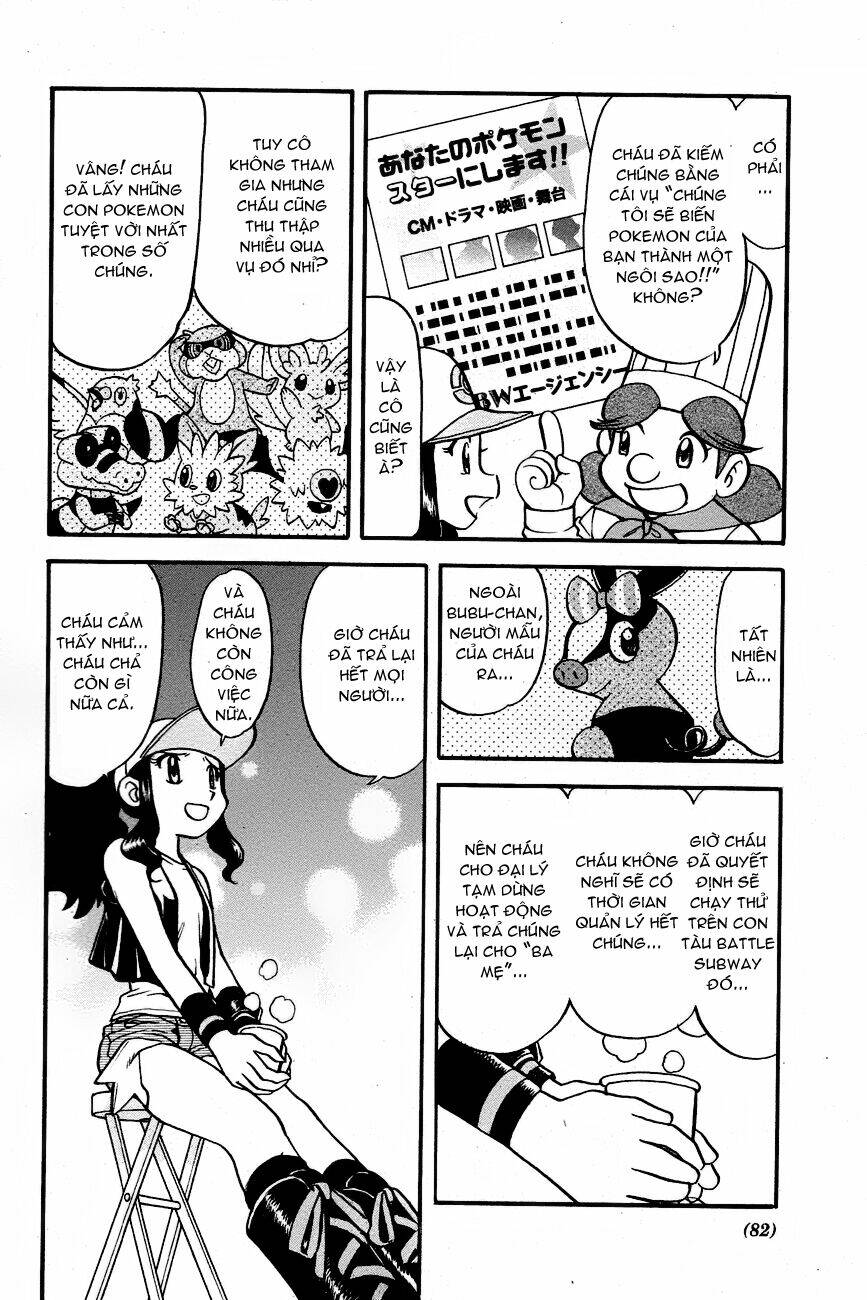 CÓ
PHẢI
...
CHÁU ĐÃ KIẾM
CHÚNG BẰNG
CÁI VỤ “CHÚNG
TÔI SẼ BIẾN
POKEMON CỦA
BẠN THÀNH MỘT
NGÔI SAO!!”
KHÔNG?
あなたのポケモン
スターにします!!
CM・ドラマ・映画・舞台
BWエージェンシー
VẬY
LÀ
CÔ
CŨNG
BIẾT
À?
TUY CÔ
KHÔNG THAM
GIA NHƯNG
CHÁU CŨNG
THU THẬP
NHIỀU QUA
VỤ ĐÓ NHỈ?
VÂNG! CHÁU
ĐÃ LẤY NHỮNG
CON POKEMON
TUYỆT VỜI NHẤT
TRONG SỐ
CHÚNG.
TẤT
NHIÊN
LÀ...
NGOÀI
BUBU-CHAN,
NGƯỜI MẪU
CỦA CHÁU
RA...
GIỜ CHÁU
ĐÃ QUYẾT
ĐỊNH SẼ
CHẠY THỬ
TRÊN CON
TÀU BATTLE
SUBWAY
ĐÓ...
CHÁU KHÔNG
NGHĨ SẼ CÓ
THỜI GIAN
QUẢN LÝ HẾT
CHÚNG...
NÊN CHÁU
CHO ĐẠI LÝ
TẠM DỪNG
HOẠT ĐỘNG
VÀ TRẢ CHÚNG
LẠI CHO “BA
MẸ”...
GIỜ CHÁU
ĐÃ TRẢ LẠI
HẾT MỌI
NGƯỜI...
VÀ
CHÁU
KHÔNG
CÒN
CÔNG
VIỆC
NỮA.
CHÁU CẢM
THẤY NHƯ...
CHÁU CHẢ
CÒN GÌ
NỮA CẢ.
(82)